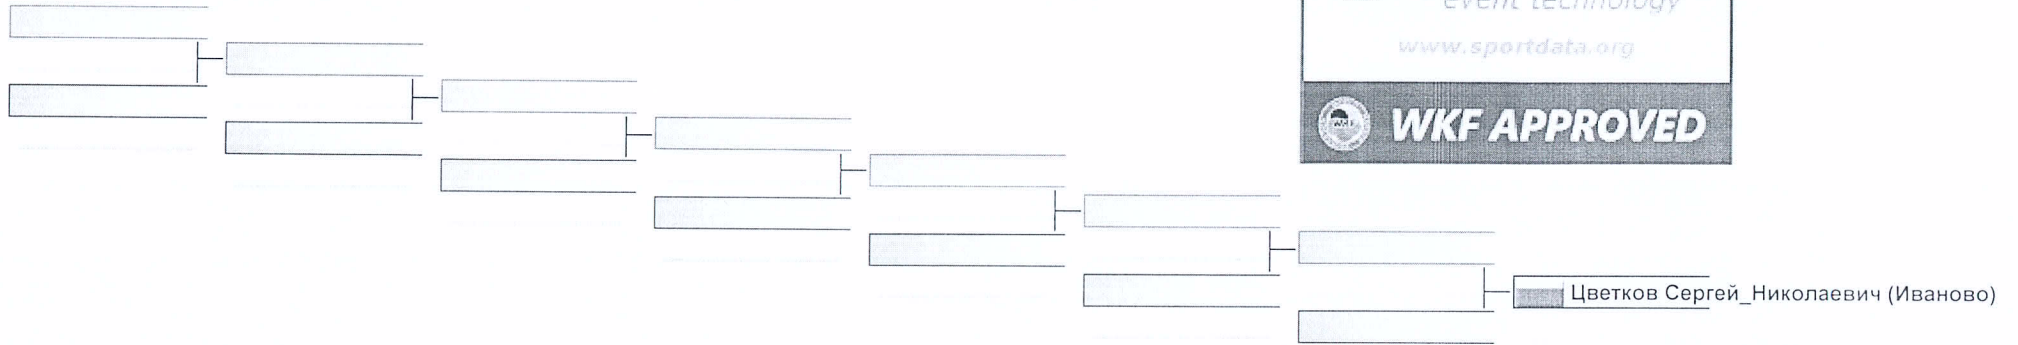 event technology
www.sportdata.org
WKF APPROVED
Цветков Сергей_Николаевич (Иваново)